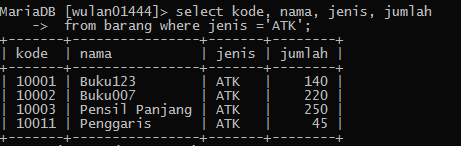 MariaDB [wulan01444]> select kode, nama, jenis, jumlah
    -> from barang where jenis ='ATK';
+-------+----------------+-------+--------+
| kode  | nama           | jenis | jumlah |
+-------+----------------+-------+--------+
| 10001 | Buku123        | ATK   |    140 |
| 10002 | Buku007        | ATK   |    220 |
| 10003 | Pensil Panjang | ATK   |    250 |
| 10011 | Penggaris      | ATK   |     45 |
+-------+----------------+-------+--------+